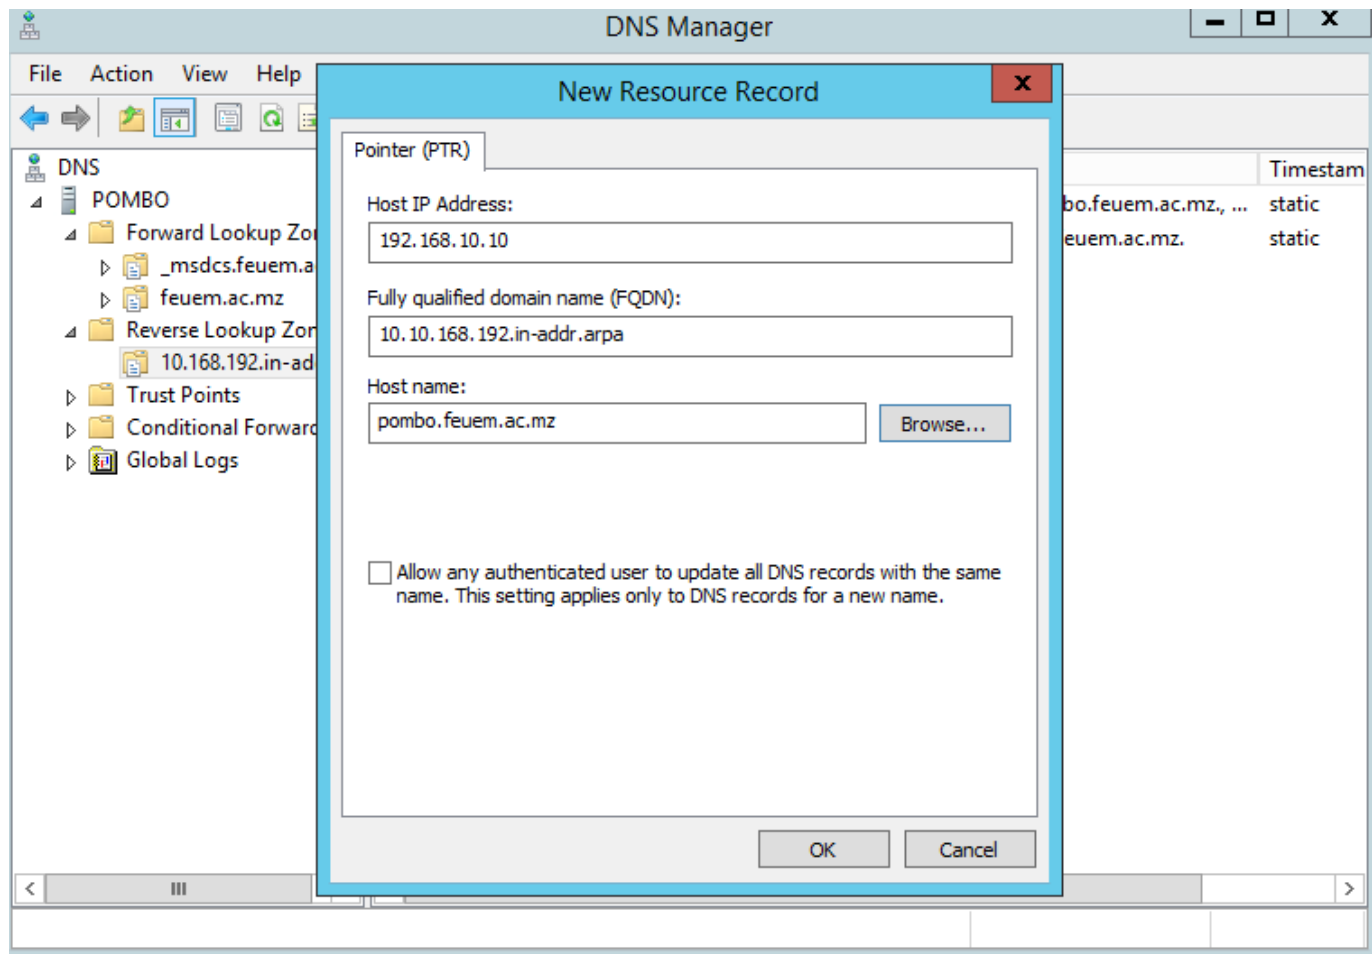 DNS Manager
File Action View Help
New Resource Record
Pointer (PTR)
Host IP Address:
192.168.10.10
Fully qualified domain name (FQDN):
10.10.168.192.in-addr.arpa
Host name:
pombo.feuem.ac.mz
Browse...
Allow any authenticated user to update all DNS records with the same
name. This setting applies only to DNS records for a new name.
OK Cancel
DNS
POMBO
Forward Lookup Zo
_msdcs.feuem.a
feuem.ac.mz
Reverse Lookup Zor
10.168.192.in-ad
Trust Points
Conditional Forward
Global Logs
Timestam
bo.feuem.ac.mz., ... static
euem.ac.mz. static